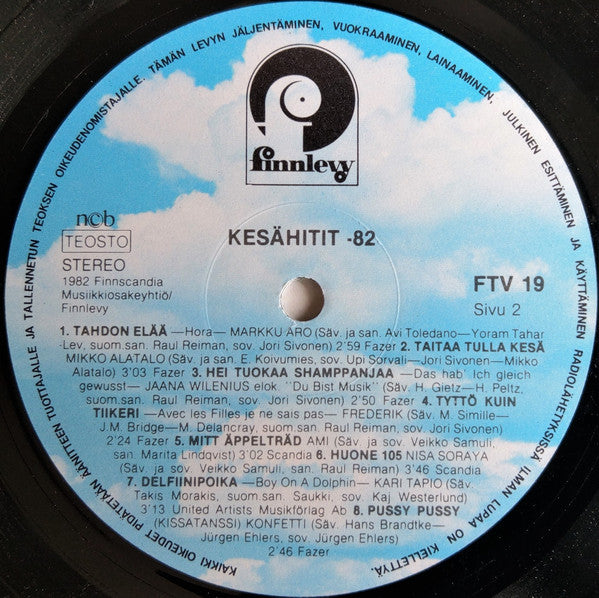 KAIKKI OIKEUDET PIDÄTETÄÄN ÄÄNITTEEN TUOTTAJALLE JA TALLENNETUN TEOKSEN OIKEUDENOMISTAJALLE. TÄMÄN LEVYN JÄLJENTÄMINEN, VUOKRAAMINEN, LAINAAMINEN, JULKINEN ESITTÄMINEN JA KÄYTTÄMINEN RADIOLÄHETYKSISSÄ ILMAN LUPAA ON KIELLETTYÄ.
finnlevy
ncb
TEOSTO
STEREO
1982 Finnscandia
Musiikkiosakeyhtiö/
Finnlevy
KESÄHITIT -82
FTV 19
Sivu 2
1. TAHDON ELÄÄ —Hora— MARKKU ARO (Säv. ja san. Avi Toledano—Yoram Tahar
-Lev, suom.san. Raul Reiman, sov. Jori Sivonen) 2'59 Fazer 2. TAITAA TULLA KESÄ
MIKKO ALATALO (Säv. ja san. E. Koivumies, sov. Upi Sorvali—Jori Sivonen—Mikko
Alatalo) 3'03 Fazer 3. HEI TUOKAA SHAMPPANJAA —Das hab' Ich gleich
gewusst— JAANA WILENIUS elok. "Du Bist Musik" (Säv. H. Gietz—H. Peltz,
suom.san. Raul Reiman, sov. Jori Sivonen) 2'50 Fazer 4. TYTTÖ KUIN
TIIKERI —Avec les Filles je ne sais pas— FREDERIK (Säv. M. Simille—
J.M. Bridge—M. Delancray, suom.san. Raul Reiman, sov. Jori Sivonen)
2'24 Fazer 5. MITT ÄPPELTRÄD AMI (Säv. ja sov. Veikko Samuli,
san. Marita Lindqvist) 3'02 Scandia 6. HUONE 105 NISA SORAYA
(Säv. ja sov. Veikko Samuli, san. Raul Reiman) 3'46 Scandia
7. DELFIINIPOIKA —Boy On A Dolphin— KARI TAPIO (Säv.
Takis Morakis, suom.san. Saukki, sov. Kaj Westerlund)
3'13 United Artists Musikförlag Ab 8. PUSSY PUSSY
(KISSATANSSI) KONFETTI (Säv. Hans Brandtke—
Jürgen Ehlers, sov. Jürgen Ehlers)
2'46 Fazer